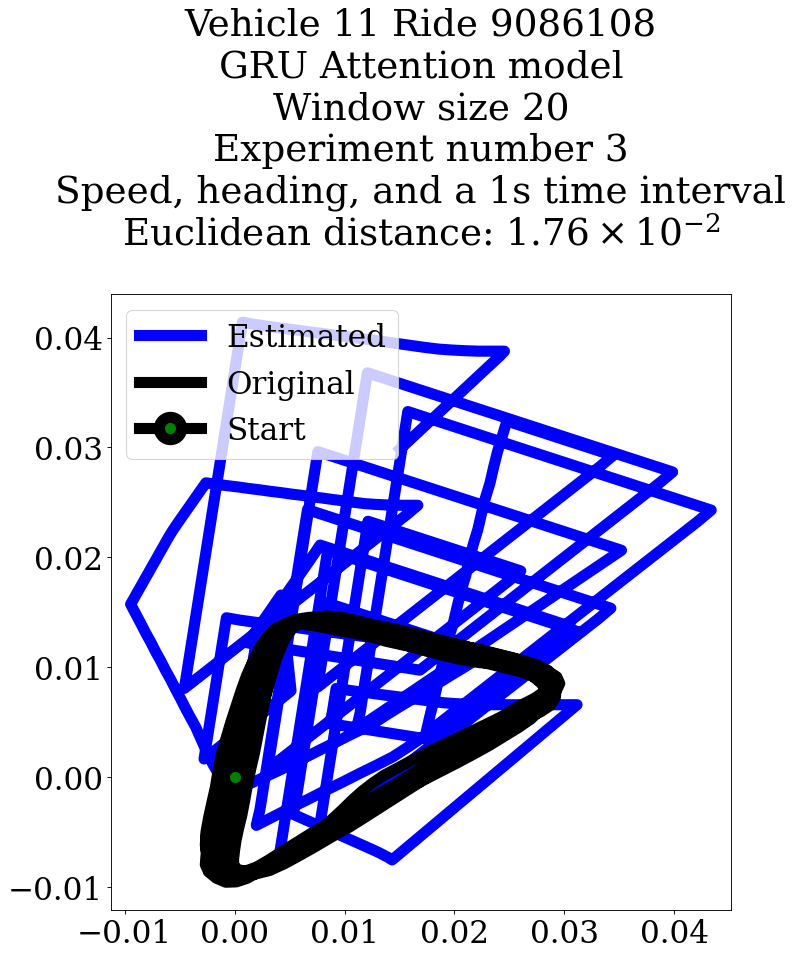 Vehicle 11 Ride 9086108
GRU Attention model
Window size 20
Experiment number 3
Speed, heading, and a 1s time interval
Euclidean distance: 1.76 × 10⁻²
Estimated
Original
Start
0.04
0.03
0.02
0.01
0.00
−0.01
−0.01 0.00 0.01 0.02 0.03 0.04